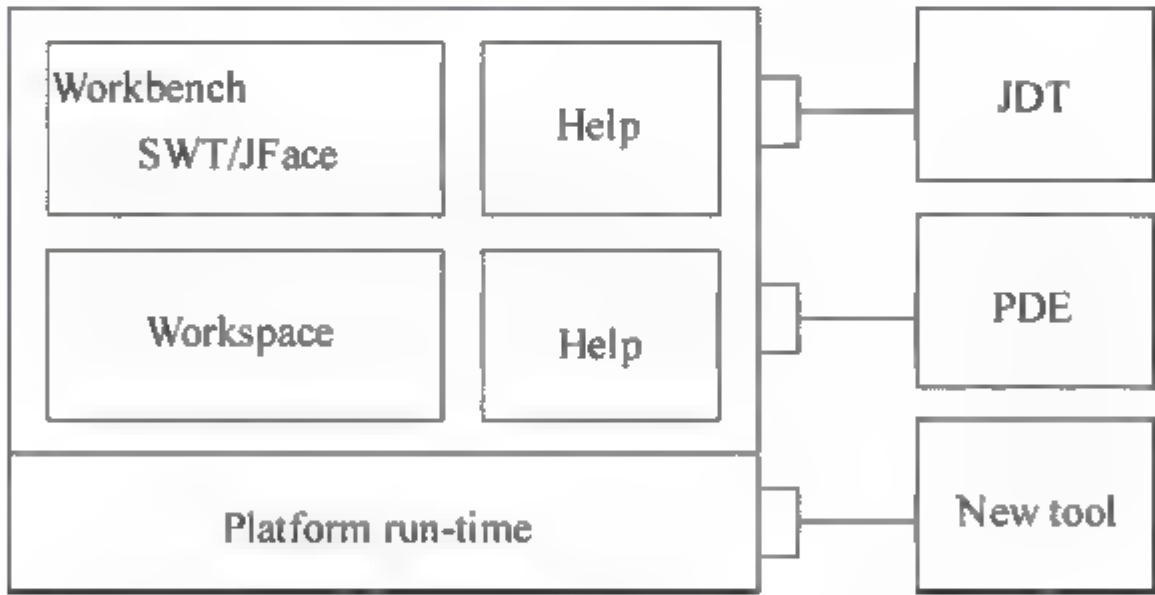 Workbench
SWT/JFace
Help
JDT
Workspace
Help
PDE
Platform run-time
New tool